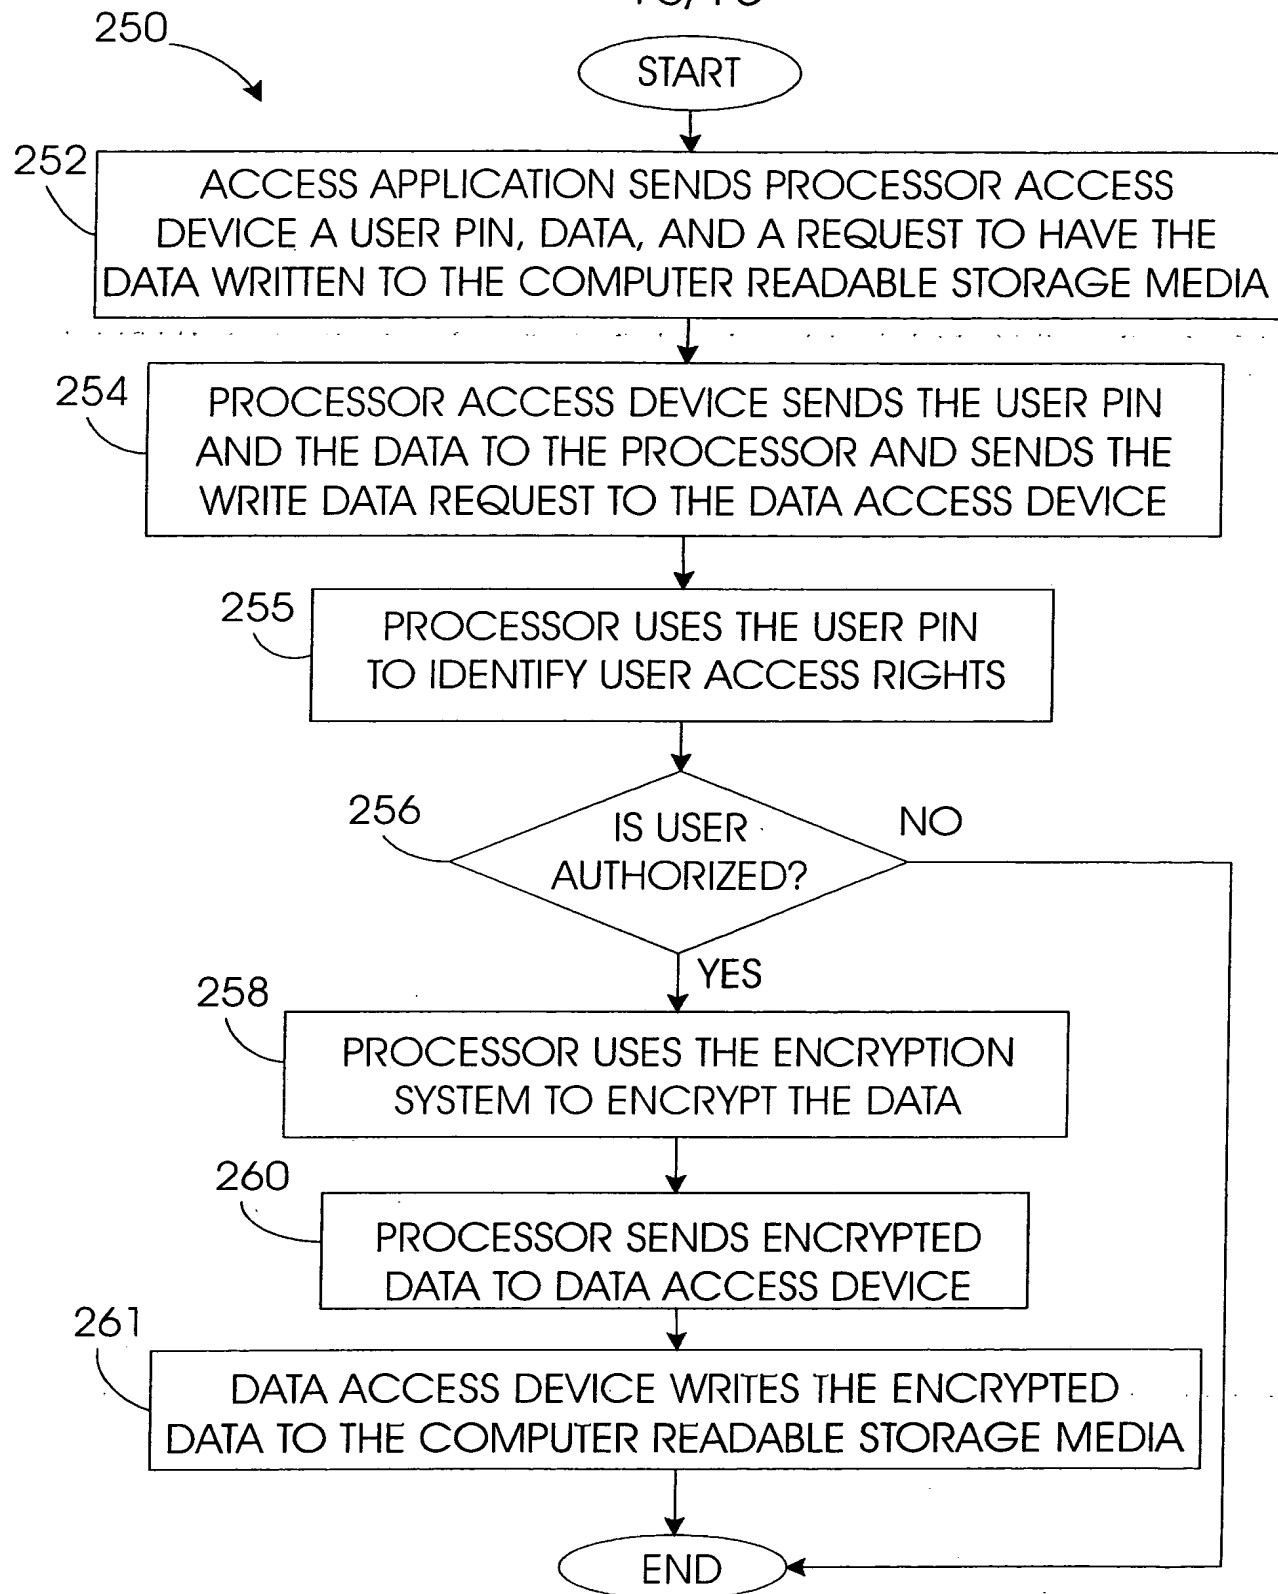 250
START
252
ACCESS APPLICATION SENDS PROCESSOR ACCESS
DEVICE A USER PIN, DATA, AND A REQUEST TO HAVE THE
DATA WRITTEN TO THE COMPUTER READABLE STORAGE MEDIA
254
PROCESSOR ACCESS DEVICE SENDS THE USER PIN
AND THE DATA TO THE PROCESSOR AND SENDS THE
WRITE DATA REQUEST TO THE DATA ACCESS DEVICE
255
PROCESSOR USES THE USER PIN
TO IDENTIFY USER ACCESS RIGHTS
256
IS USER
AUTHORIZED?
NO
YES
258
PROCESSOR USES THE ENCRYPTION
SYSTEM TO ENCRYPT THE DATA
260
PROCESSOR SENDS ENCRYPTED
DATA TO DATA ACCESS DEVICE
261
DATA ACCESS DEVICE WRITES THE ENCRYPTED
DATA TO THE COMPUTER READABLE STORAGE MEDIA
END